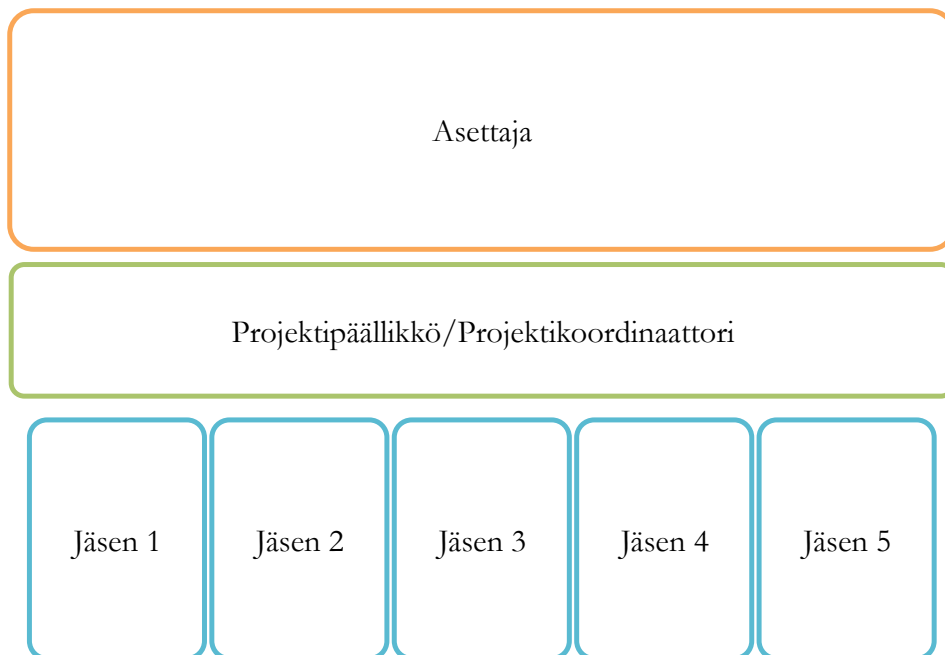 Asettaja
Projektipäällikkö/Projektikoordinaattori
Jäsen 1
Jäsen 2
Jäsen 3
Jäsen 4
Jäsen 5